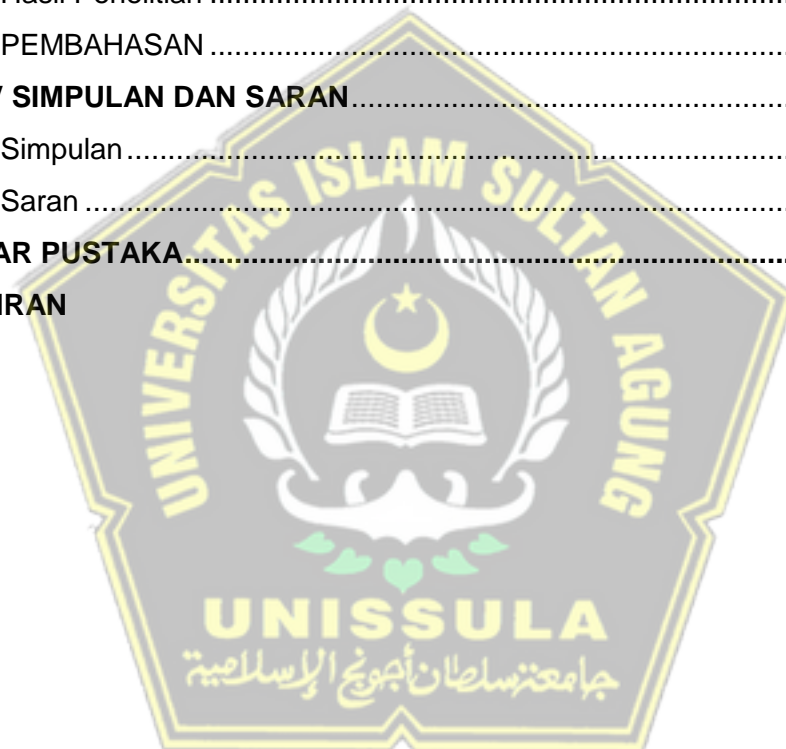 Hasil Penelitian
PEMBAHASAN
V SIMPULAN DAN SARAN
Simpulan
Saran
AR PUSTAKA
IRAN
UNIVERSITAS ISLAM SULTAN AGUNG
UNISSULA
جامعة سلطان أجونج الإسلامية